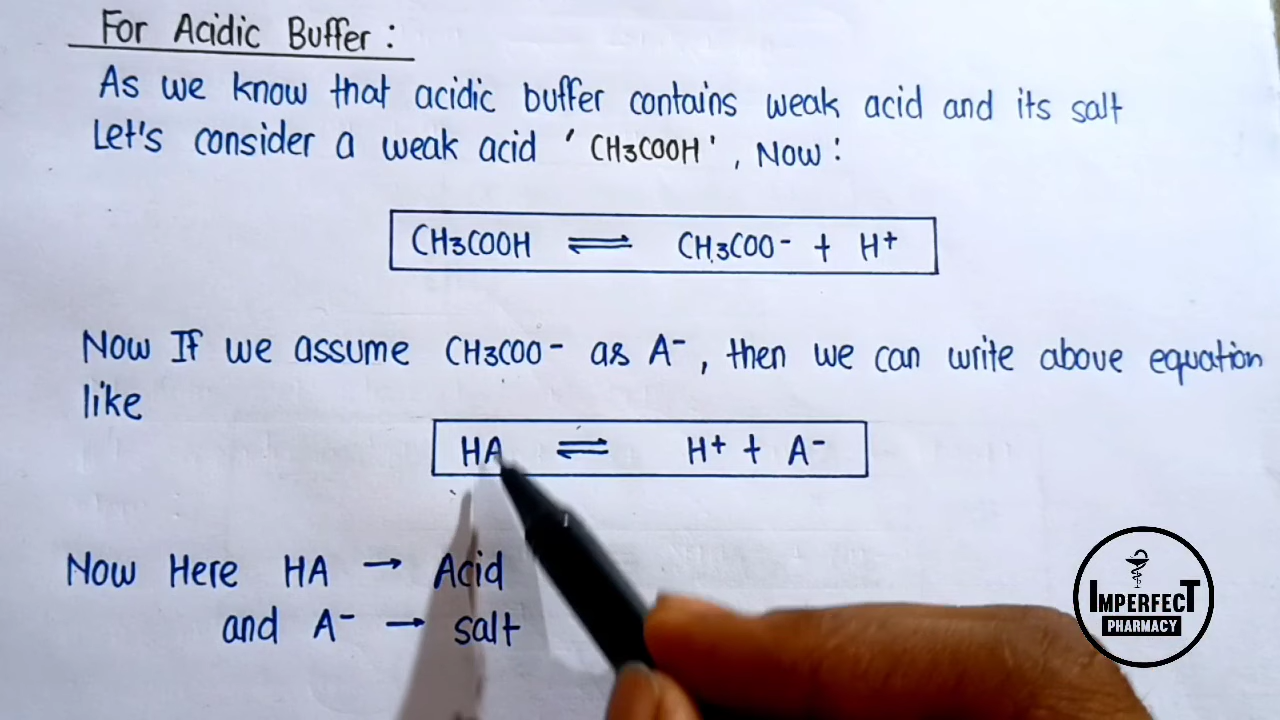 For Acidic Buffer :
As we know that acidic buffer contains weak acid and its salt
Let's consider a weak acid 'CH3COOH', Now :
CH3COOH ⇌ CH3COO- + H+
Now If we assume CH3COO- as A-, then we can write above equation
like
HA ⇌ H+ + A-
Now Here HA → Acid
and A- → salt
IMPERFECT
PHARMACY